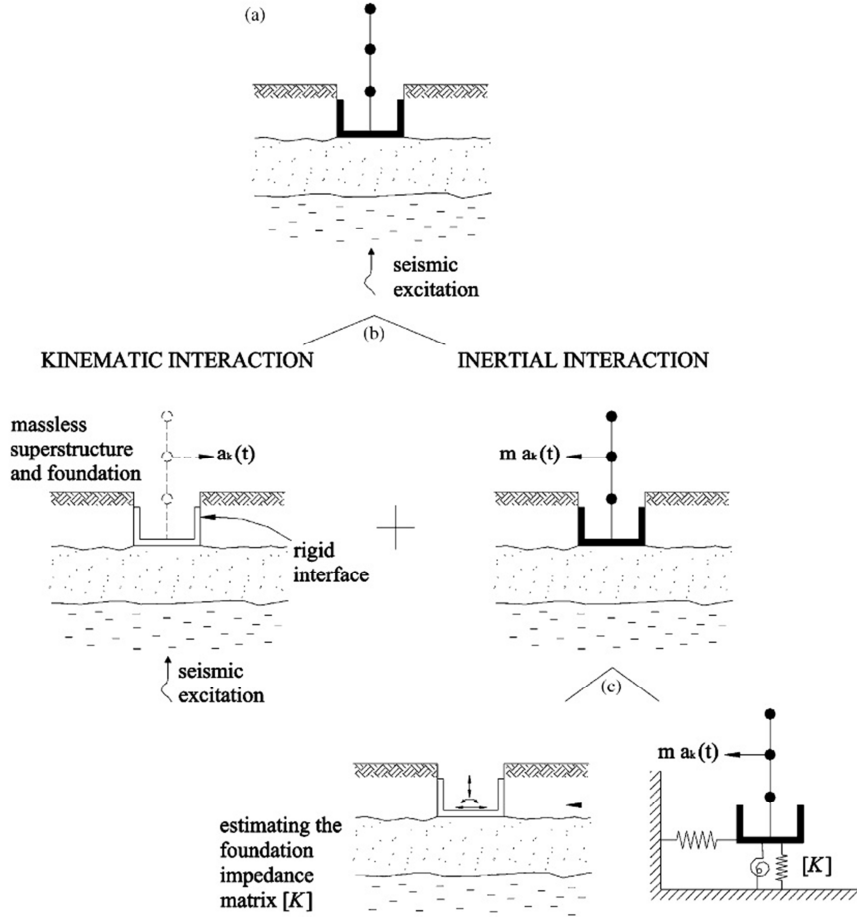 (a)
seismic
excitation
(b)
KINEMATIC INTERACTION
INERTIAL INTERACTION
massless
superstructure
and foundation
aₖ(t)
m aₖ(t)
rigid
interface
seismic
excitation
(c)
m aₖ(t)
estimating the
foundation
impedance
matrix [K]
[K]